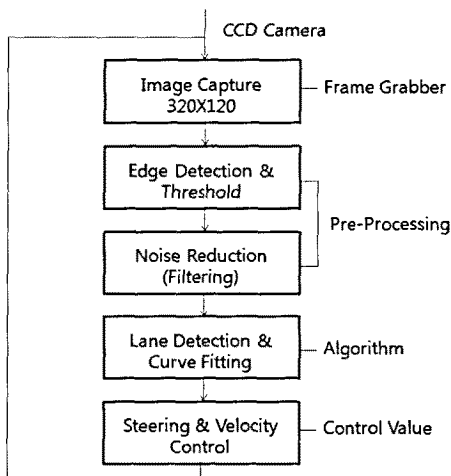 CCD Camera
Image Capture
320X120
Frame Grabber
Edge Detection &
Threshold
Pre-Processing
Noise Reduction
(Filtering)
Lane Detection &
Curve Fitting
Algorithm
Steering & Velocity
Control
Control Value